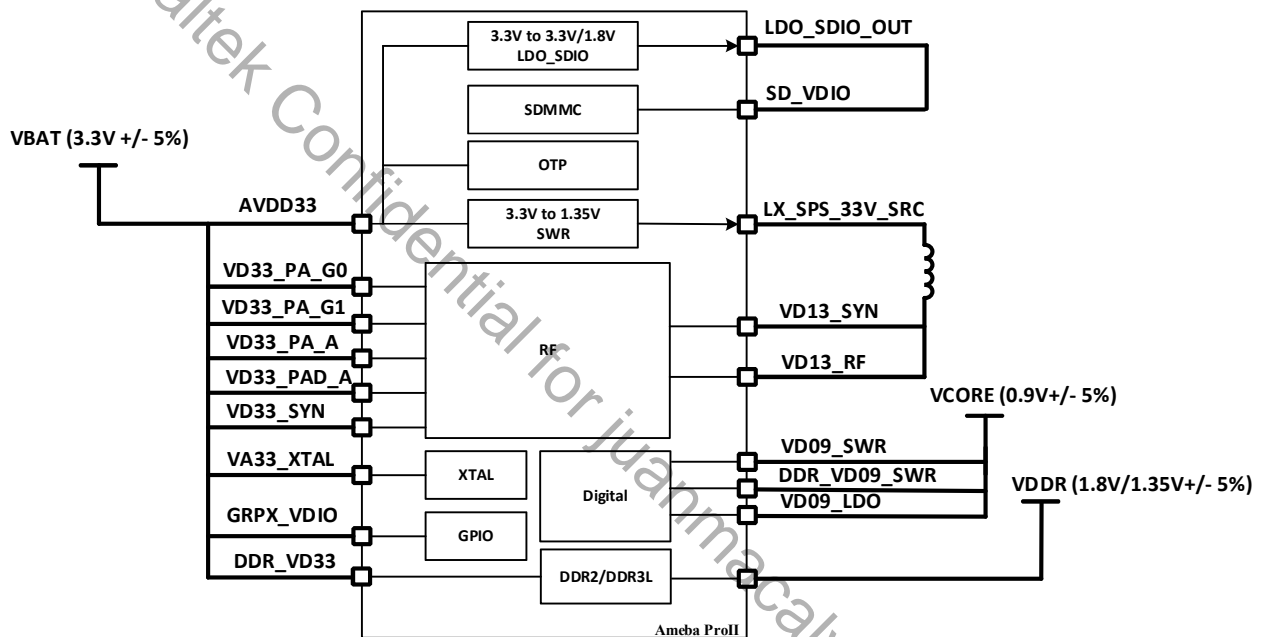 LDO_SDIO_OUT
3.3V to 3.3V/1.8V
LDO_SDIO
SD_VDIO
SDMMC
VBAT (3.3V +/- 5%)
OTP
AVDD33
3.3V to 1.35V
SWR
LX_SPS_33V_SRC
VD33_PA_G0
VD33_PA_G1
VD13_SYN
VD33_PA_A
RF
VD13_RF
VD33_PAD_A
VCORE (0.9V+/- 5%)
VD33_SYN
VD09_SWR
VA33_XTAL
XTAL
Digital
DDR_VD09_SWR
VDDR (1.8V/1.35V+/- 5%)
VD09_LDO
GRPX_VDIO
GPIO
DDR_VD33
DDR2/DDR3L
Ameba ProII
altek Confidential for juanmacal